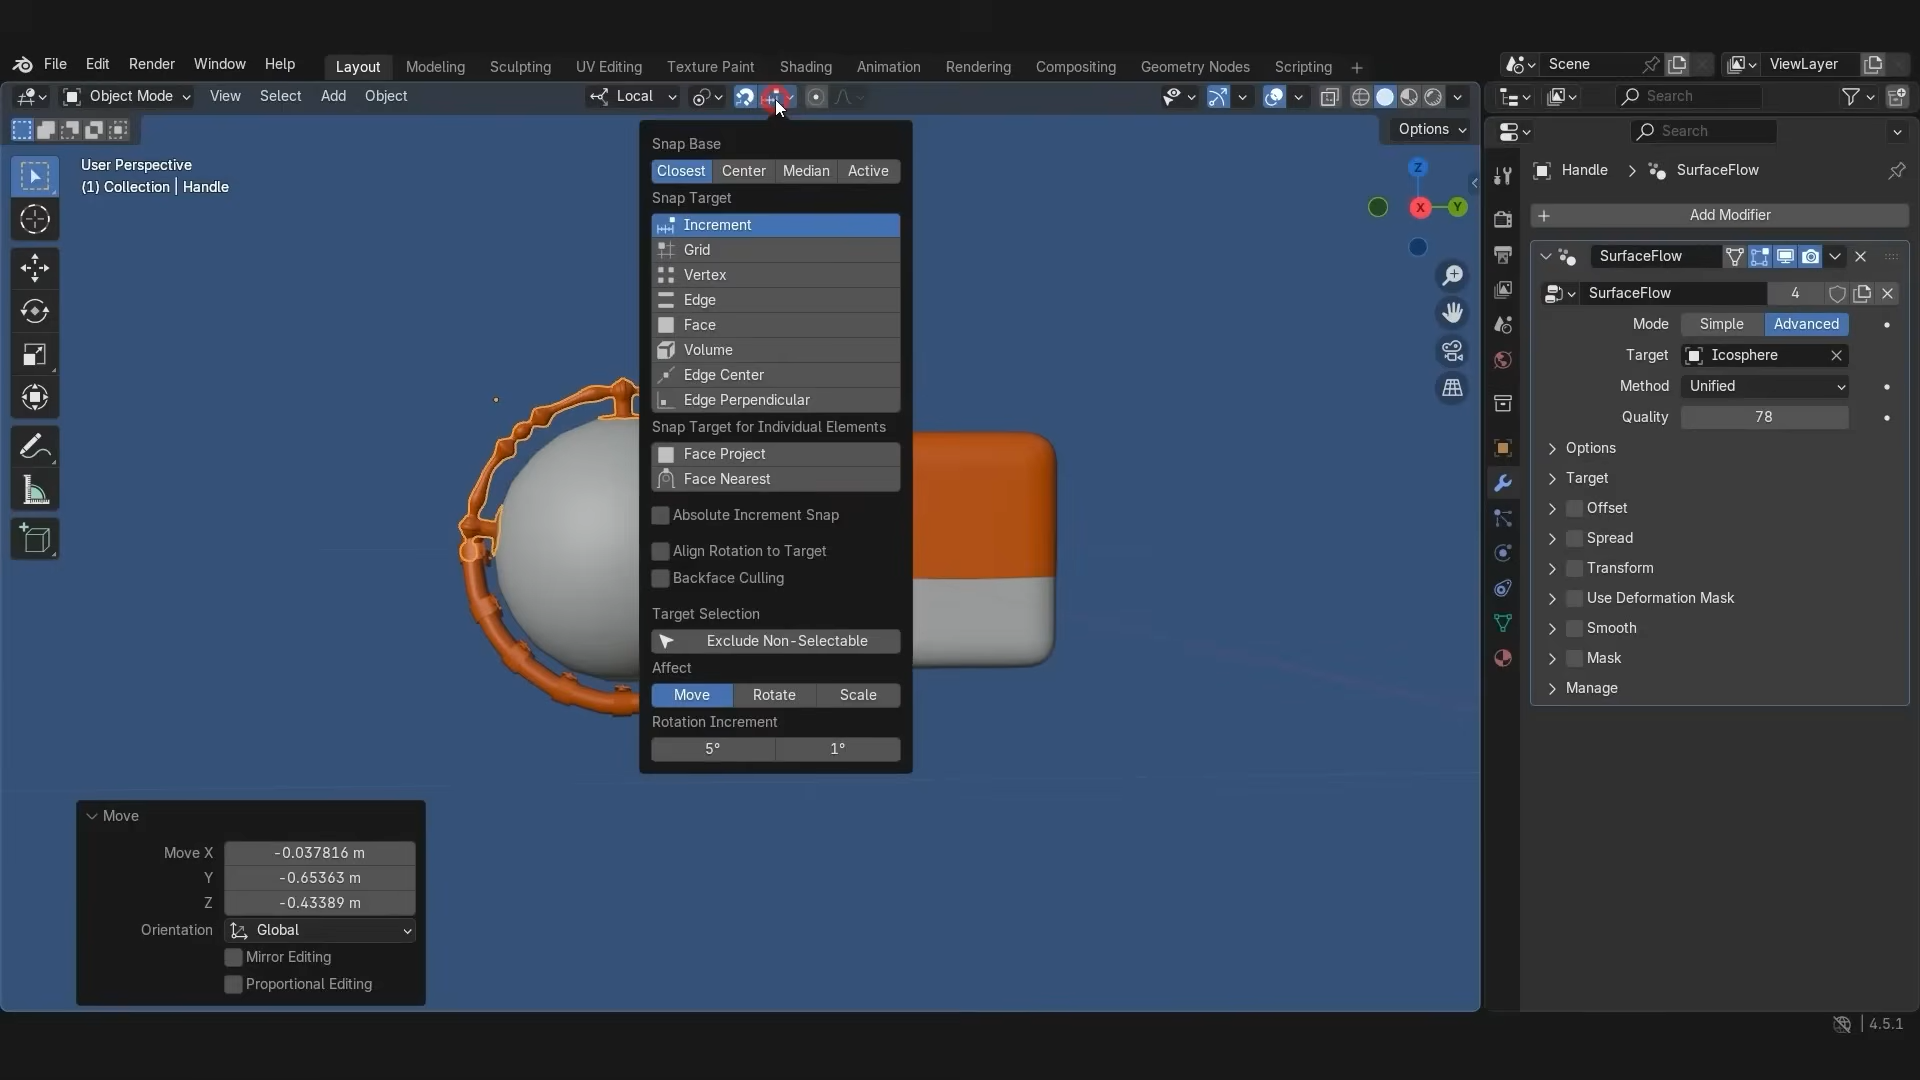 File Edit Render Window Help Layout Modeling Sculpting UV Editing Texture Paint Shading Animation Rendering Compositing Geometry Nodes Scripting Scene ViewLayer
Object Mode View Select Add Object Local Search
Options Search
User Perspective
(1) Collection | Handle
Snap Base
Closest Center Median Active
Snap Target
Increment
Grid
Vertex
Edge
Face
Volume
Edge Center
Edge Perpendicular
Snap Target for Individual Elements
Face Project
Face Nearest
Absolute Increment Snap
Align Rotation to Target
Backface Culling
Target Selection
Exclude Non-Selectable
Affect
Move Rotate Scale
Rotation Increment
5° 1°
Z
X Y
Move
Move X -0.037816 m
Y -0.65363 m
Z -0.43389 m
Orientation Global
Mirror Editing
Proportional Editing
Handle SurfaceFlow
Add Modifier
SurfaceFlow
SurfaceFlow 4
Mode Simple Advanced
Target Icosphere
Method Unified
Quality 78
Options
Target
Offset
Spread
Transform
Use Deformation Mask
Smooth
Mask
Manage
4.5.1